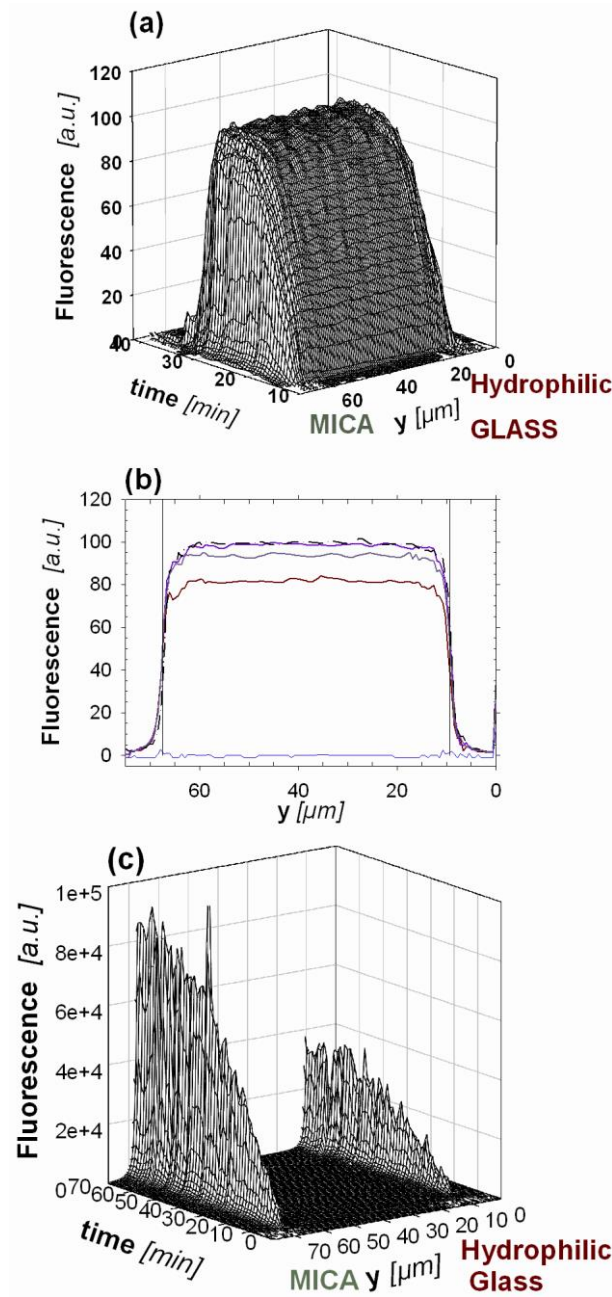 (a)
120
100
80
60
40
20
0
Fluorescence [a.u.]
40
30
20
10
time [min]
60
40
20
0
MICA y [µm] Hydrophilic
GLASS
(b)
120
100
80
60
40
20
0
Fluorescence [a.u.]
60 40 20 0
y [µm]
(c)
1e+5
8e+4
6e+4
4e+4
2e+4
0
Fluorescence [a.u.]
70
60
50
40
30
20
10
0
time [min]
70
60
50
40
30
20
10
0
MICA y [µm] Hydrophilic
Glass